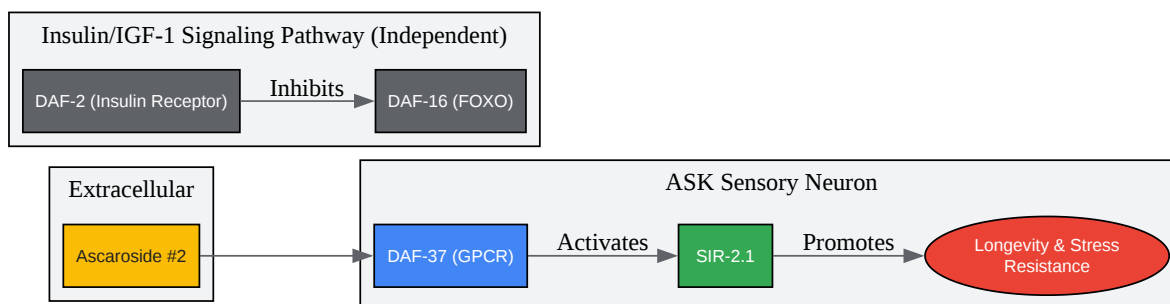 Insulin/IGF-1 Signaling Pathway (Independent)
DAF-2 (Insulin Receptor)
Inhibits
DAF-16 (FOXO)
Extracellular
Ascaroside #2
ASK Sensory Neuron
DAF-37 (GPCR)
Activates
SIR-2.1
Promotes
Longevity & Stress
Resistance